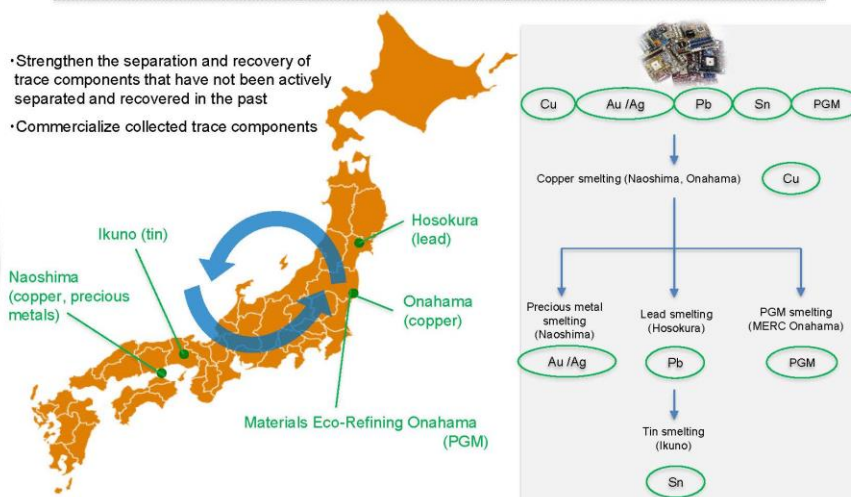 ・Strengthen the separation and recovery of
trace components that have not been actively
separated and recovered in the past
・Commercialize collected trace components
Ikuno (tin)
Naoshima
(copper, precious
metals)
Hosokura
(lead)
Onahama
(copper)
Materials Eco-Refining Onahama
(PGM)
Cu
Au /Ag
Pb
Sn
PGM
Copper smelting (Naoshima, Onahama)
Cu
Precious metal
smelting
(Naoshima)
Au /Ag
Lead smelting
(Hosokura)
Pb
PGM smelting
(MERC Onahama)
PGM
Tin smelting
(Ikuno)
Sn